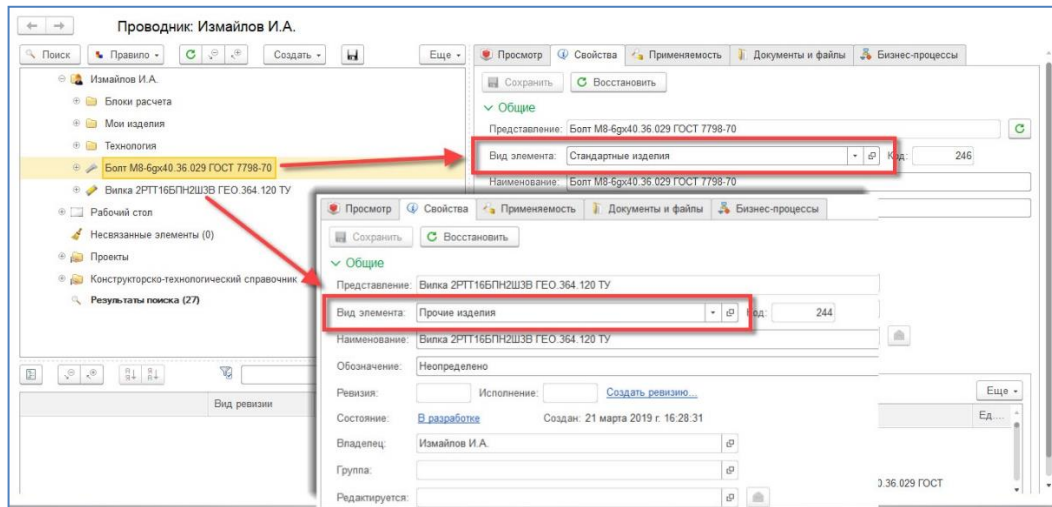 Проводник: Измайлов И.А.
Поиск Правило Создать Еще
Измайлов И.А.
Блоки расчета
Мои изделия
Технология
Болт М8-6gх40.36.029 ГОСТ 7798-70
Вилка 2РТТ16БПН2Ш3В ГЕО.364.120 ТУ
Рабочий стол
Несвязанные элементы (0)
Проекты
Конструкторско-технологический справочник
Результаты поиска (27)
Вид ревизии
Просмотр Свойства Применяемость Документы и файлы Бизнес-процессы
Сохранить Восстановить
Общие
Представление: Болт М8-6gх40.36.029 ГОСТ 7798-70
Вид элемента: Стандартные изделия Код: 246
Наименование: Болт М8-6gх40.36.029 ГОСТ 7798-70
Просмотр Свойства Применяемость Документы и файлы Бизнес-процессы
Сохранить Восстановить
Общие
Представление: Вилка 2РТТ16БПН2Ш3В ГЕО.364.120 ТУ
Вид элемента: Прочие изделия Код: 244
Наименование: Вилка 2РТТ16БПН2Ш3В ГЕО.364.120 ТУ
Обозначение: Неопределено
Ревизия: Исполнение: Создать ревизию...
Состояние: В разработке Создан: 21 марта 2019 г. 16:28:31
Владелец: Измайлов И.А.
Группа:
Редактируется:
Еще
Ед....
0.36.029 ГОСТ